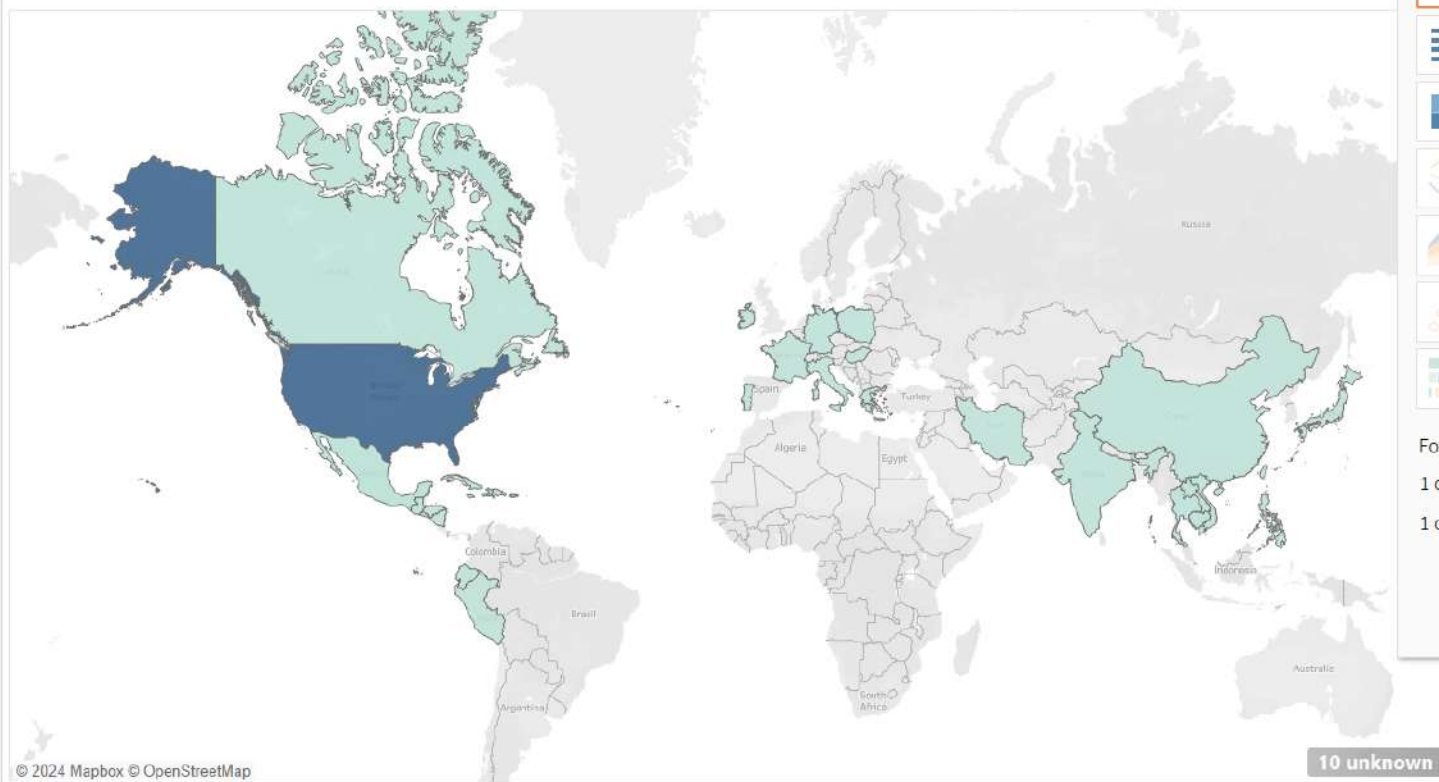 Russia
Spain
Turkey
Algeria
Egypt
Colombia
Indonesia
Brasil
Australia
South
Africa
Argentina
© 2024 Mapbox © OpenStreetMap
10 unknown
Fo
1
1